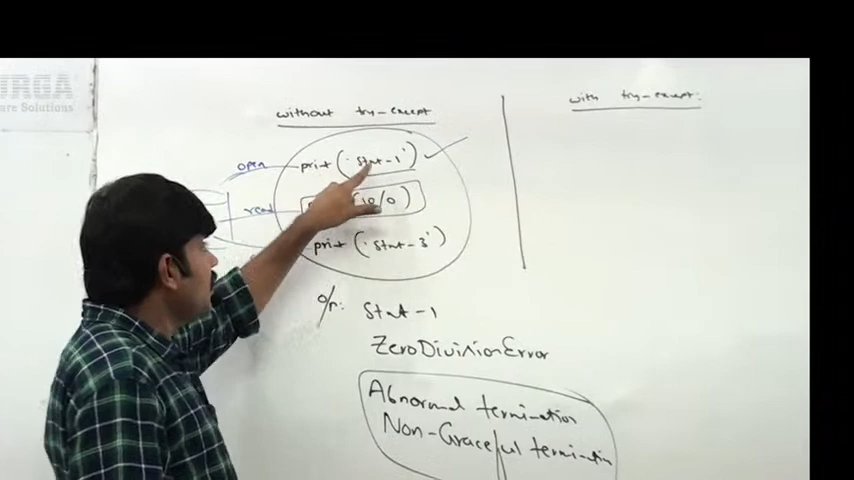 URGA
are Solutions
without try-except
with try-except:
open
print ('stmt-1')
read
(10/0)
print ('stmt-3')
o/p: stmt-1
ZeroDivisionError
Abnormal termination
Non-Graceful termination